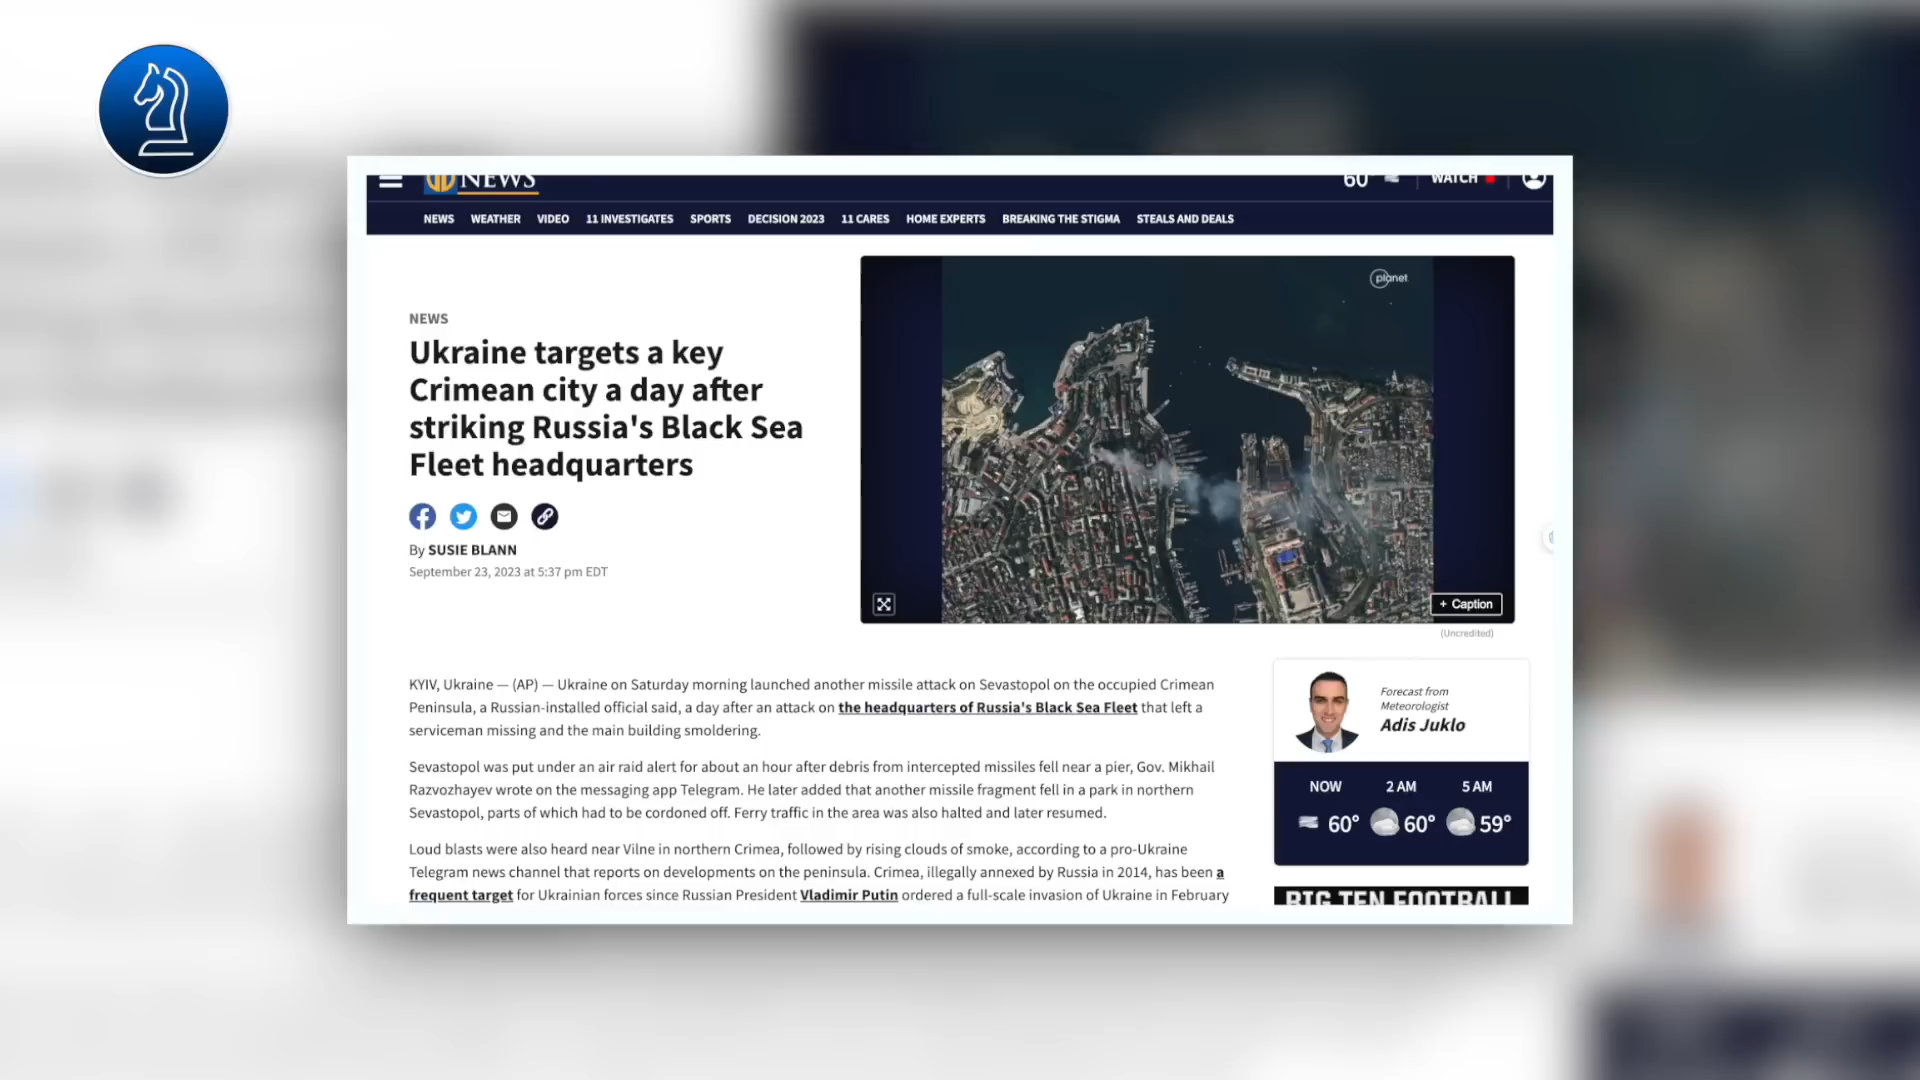 NEWS
60°
WATCH
NEWS WEATHER VIDEO 11 INVESTIGATES SPORTS DECISION 2023 11 CARES HOME EXPERTS BREAKING THE STIGMA STEALS AND DEALS
planet
NEWS
Ukraine targets a key
Crimean city a day after
striking Russia's Black Sea
Fleet headquarters
By SUSIE BLANN
September 23, 2023 at 5:37 pm EDT
+ Caption
(Uncredited)
KYIV, Ukraine — (AP) — Ukraine on Saturday morning launched another missile attack on Sevastopol on the occupied Crimean
Peninsula, a Russian-installed official said, a day after an attack on the headquarters of Russia's Black Sea Fleet that left a
serviceman missing and the main building smoldering.
Sevastopol was put under an air raid alert for about an hour after debris from intercepted missiles fell near a pier, Gov. Mikhail
Razvozhayev wrote on the messaging app Telegram. He later added that another missile fragment fell in a park in northern
Sevastopol, parts of which had to be cordoned off. Ferry traffic in the area was also halted and later resumed.
Loud blasts were also heard near Vilne in northern Crimea, followed by rising clouds of smoke, according to a pro-Ukraine
Telegram news channel that reports on developments on the peninsula. Crimea, illegally annexed by Russia in 2014, has been a
frequent target for Ukrainian forces since Russian President Vladimir Putin ordered a full-scale invasion of Ukraine in February
Forecast from
Meteorologist
Adis Juklo
NOW 2 AM 5 AM
60° 60° 59°
BIG TEN FOOTBALL